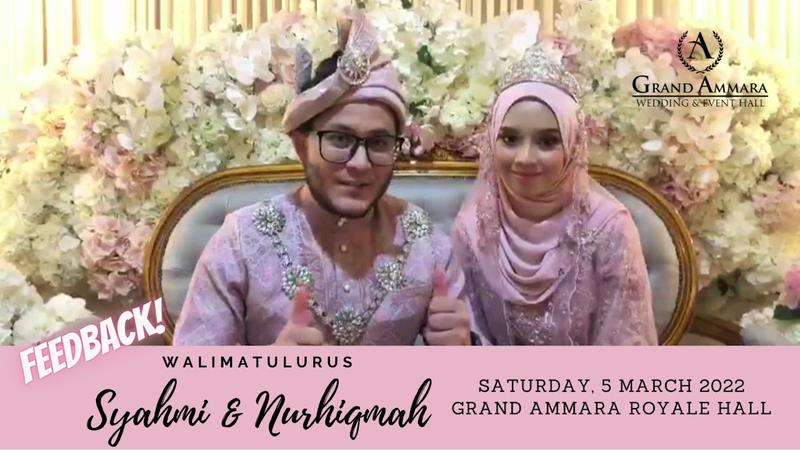 A
GRAND AMMARA
WEDDING & EVENT HALL
FEEDBACK!
WALIMATULURUS
Syahmi & Nurhiqmah
SATURDAY, 5 MARCH 2022
GRAND AMMARA ROYALE HALL